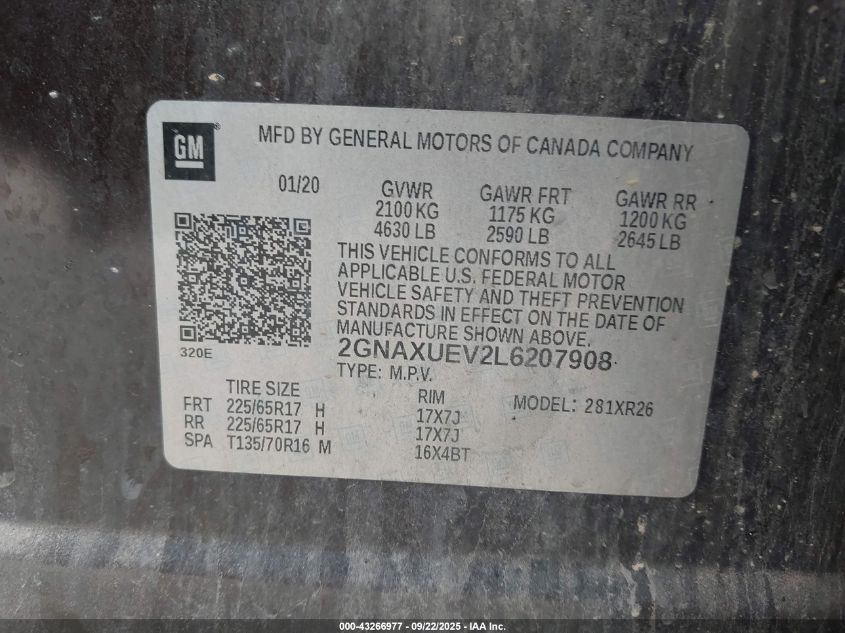 GM ®
MFD BY GENERAL MOTORS OF CANADA COMPANY
01/20 GVWR GAWR FRT GAWR RR
2100 KG 1175 KG 1200 KG
4630 LB 2590 LB 2645 LB
THIS VEHICLE CONFORMS TO ALL
APPLICABLE U.S. FEDERAL MOTOR
VEHICLE SAFETY AND THEFT PREVENTION
STANDARDS IN EFFECT ON THE DATE OF
MANUFACTURE SHOWN ABOVE.
320E
2GNAXUEV2L6207908
TYPE: M.P.V.
TIRE SIZE RIM MODEL: 281XR26
FRT 225/65R17 H 17X7J
RR 225/65R17 H 17X7J
SPA T135/70R16 M 16X4BT
000-43266977 - 09/22/2025 - IAA Inc.